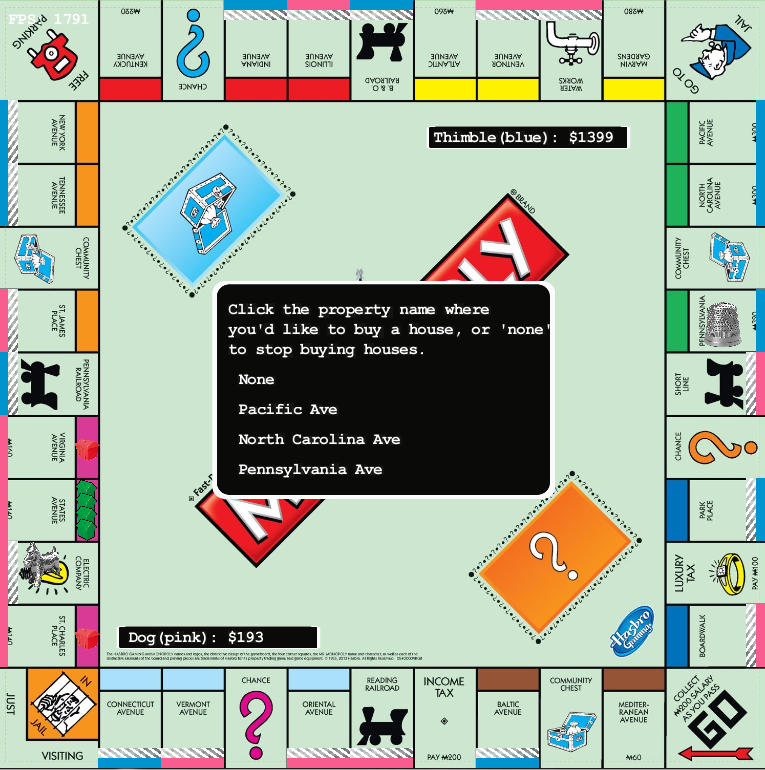 FPS: 1791
FREE
PARKING
₩220
KENTUCKY
AVENUE
CHANCE
INDIANA
AVENUE
ILLINOIS
AVENUE
B. & O.
RAILROAD
₩260
ATLANTIC
AVENUE
VENTNOR
AVENUE
WATER
WORKS
₩280
MARVIN
GARDENS
GO TO
JAIL
NEW YORK
AVENUE
TENNESSEE
AVENUE
COMMUNITY
CHEST
ST. JAMES
PLACE
PENNSYLVANIA
RAILROAD
VIRGINIA
AVENUE
STATES
AVENUE
ELECTRIC
COMPANY
ST. CHARLES
PLACE
Thimble(blue): $1399
BRAND
Click the property name where
you'd like to buy a house, or 'none'
to stop buying houses.
None
Pacific Ave
North Carolina Ave
Pennsylvania Ave
Dog(pink): $193
Hasbro
Gaming
PACIFIC
AVENUE
NORTH
CAROLINA
AVENUE
COMMUNITY
CHEST
PENNSYLVANIA
SHORT
LINE
CHANCE
PARK
PLACE
LUXURY
TAX
PAY ₩100
BOARDWALK
JUST
IN
JAIL
VISITING
CONNECTICUT
AVENUE
VERMONT
AVENUE
CHANCE
ORIENTAL
AVENUE
READING
RAILROAD
INCOME
TAX
PAY ₩200
BALTIC
AVENUE
COMMUNITY
CHEST
MEDITER-
RANEAN
AVENUE
₩60
COLLECT
₩200 SALARY
AS YOU PASS
GO